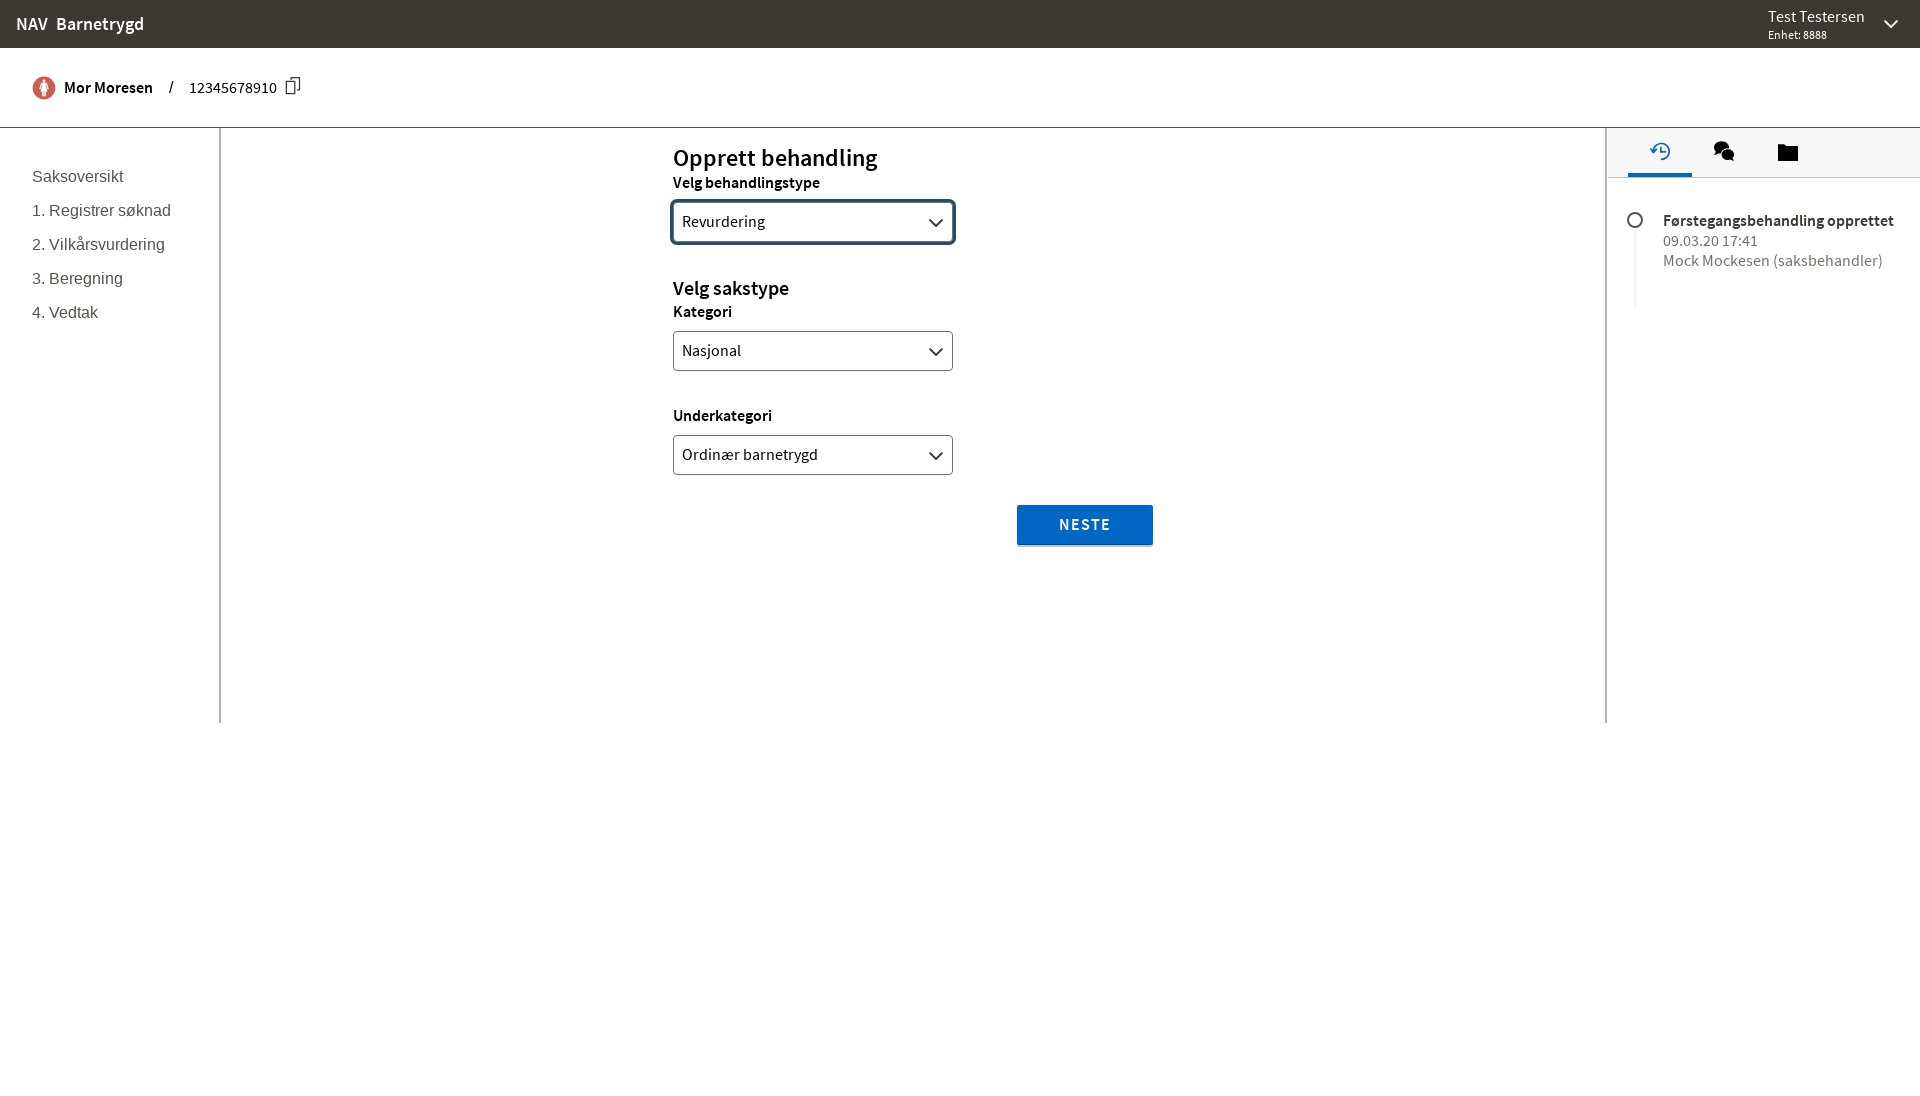 NAV Barnetrygd
Test Testersen
Enhet: 8888
Mor Moresen / 12345678910
Saksoversikt
1. Registrer søknad
2. Vilkårsvurdering
3. Beregning
4. Vedtak
Opprett behandling
Velg behandlingstype
Revurdering
Velg sakstype
Kategori
Nasjonal
Underkategori
Ordinær barnetrygd
NESTE
Førstegangsbehandling opprettet
09.03.20 17:41
Mock Mockesen (saksbehandler)